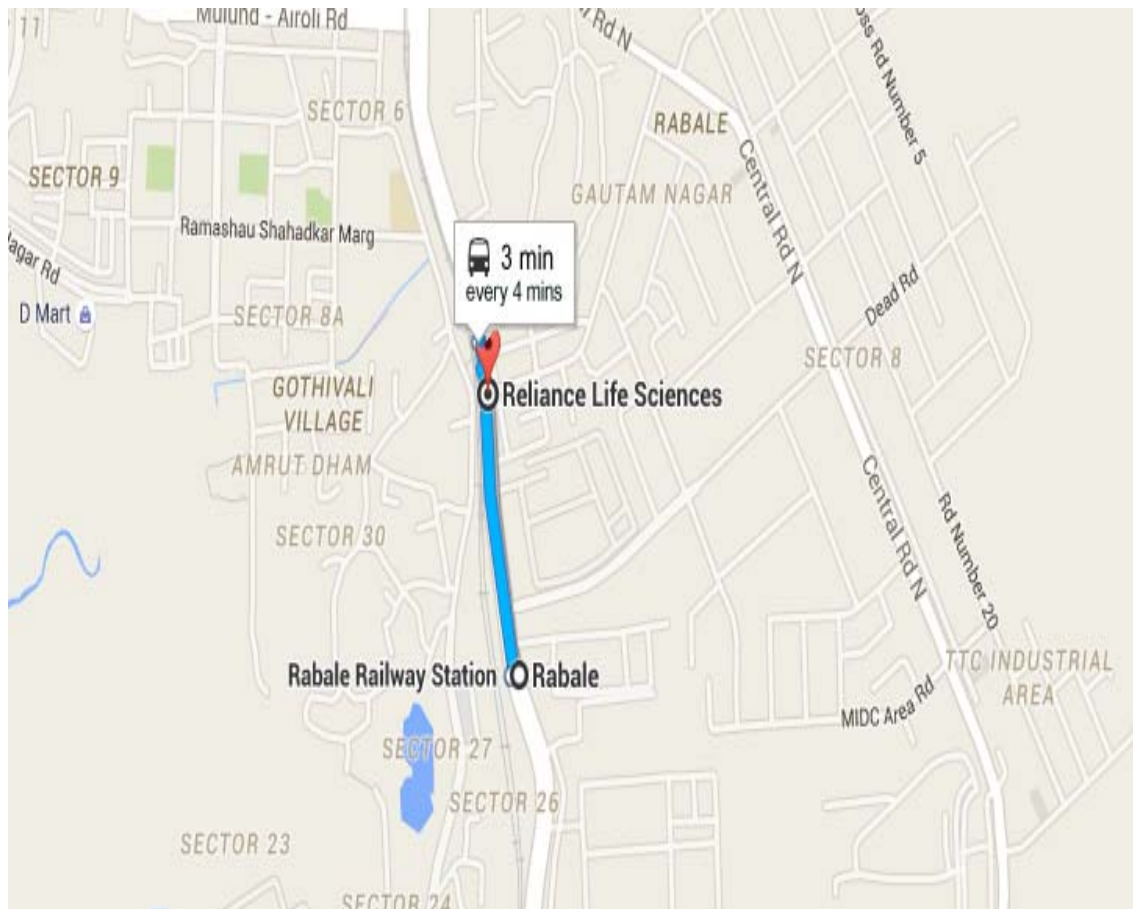 11
Mulund - Airoli Rd
Rd N
Rd Number 5
SECTOR 6
RABALE
SECTOR 9
GAUTAM NAGAR
Central Rd N
Ramashau Shahadkar Marg
Rd
3 min
every 4 mins
D Mart
SECTOR 8A
Dead Rd
SECTOR 8
GOTHIVALI
VILLAGE
Reliance Life Sciences
AMRUT DHAM
Central Rd N
SECTOR 30
Rd Number 20
Rabale Railway Station
Rabale
TTC INDUSTRIAL
AREA
MIDC Area Rd
SECTOR 27
SECTOR 26
SECTOR 23
SECTOR 24